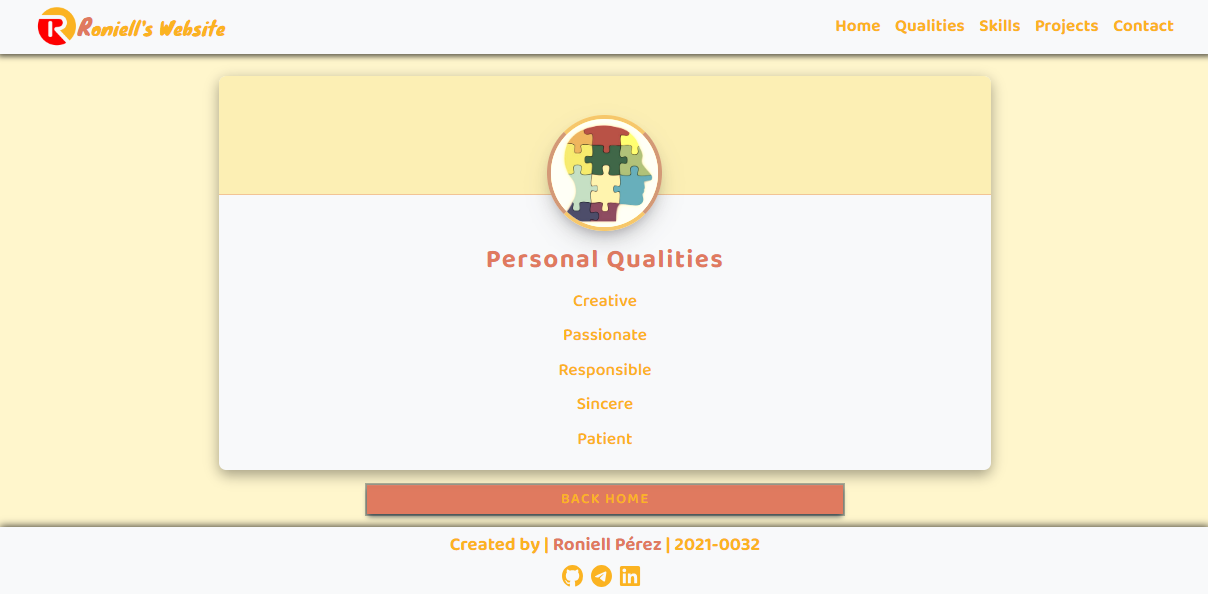 Roniell's Website
Home Qualities Skills Projects Contact
Personal Qualities
Creative
Passionate
Responsible
Sincere
Patient
BACK HOME
Created by | Roniell Pérez | 2021-0032